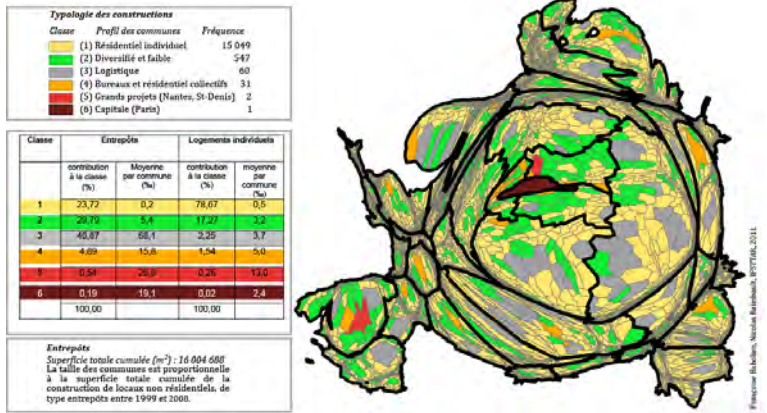 Typologie des constructions
Classe Profil des communes Fréquence
(1) Résidentiel individuel 15 049
(2) Diversifié et faible 547
(3) Logistique 60
(4) Bureaux et résidentiel collectifs 31
(5) Grands projets (Nantes, St-Denis) 2
(6) Capitale (Paris) 1
Classe Entrepôts Logements individuels
contribution à la classe (%) Moyenne par commune (‰) contribution à la classe (%) moyenne par commune (‰)
1 23,72 0,2 78,67 0,5
2 29,79 5,4 17,27 3,2
3 40,87 68,1 2,25 3,7
4 4,89 15,8 1,54 5,0
0,54 26,9 0,26 13,0
6 0,19 19,1 0,02 2,4
100,00 100,00
Entrepôts
Superficie totale cumulée (m²) : 16 004 688
La taille des communes est proportionnelle
à la superficie totale cumulée de la
construction de locaux non résidentiels, de
type entrepôts entre 1999 et 2008.
Françoise Bahoken, Nicolas Raimbault, IFSTTAR, 2011